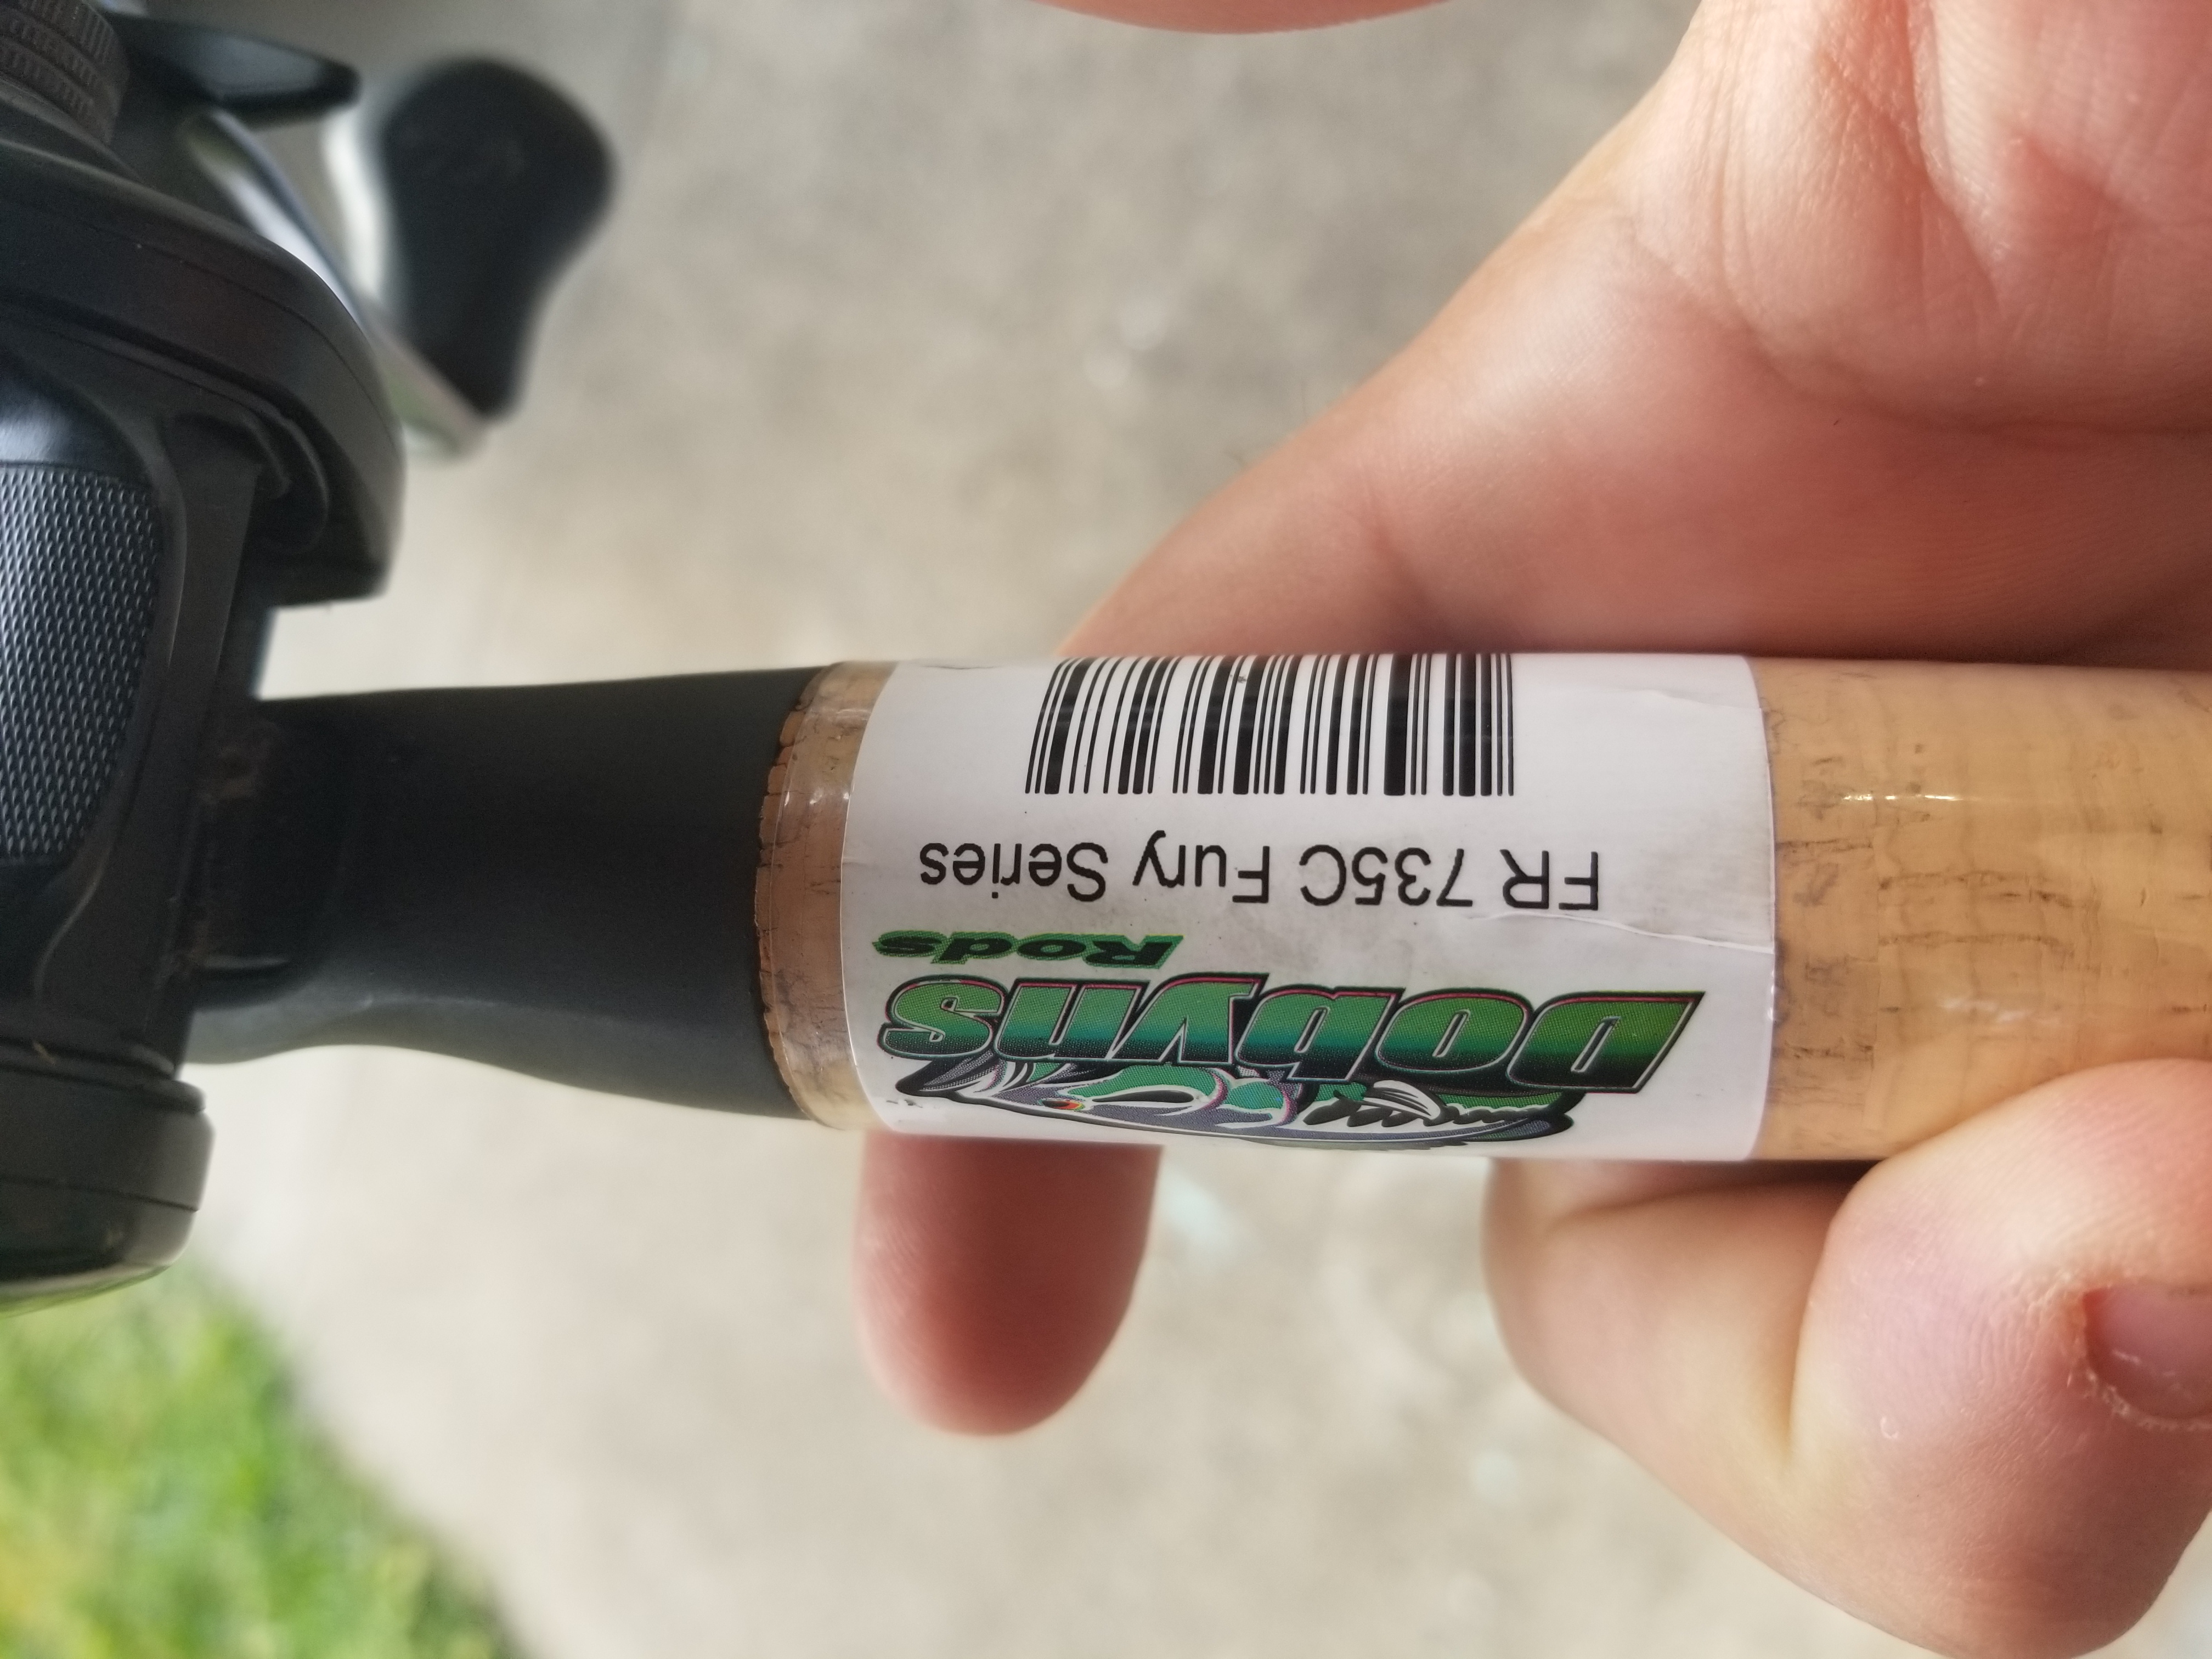 Dobyns
Rods
FR 735C Fury Series